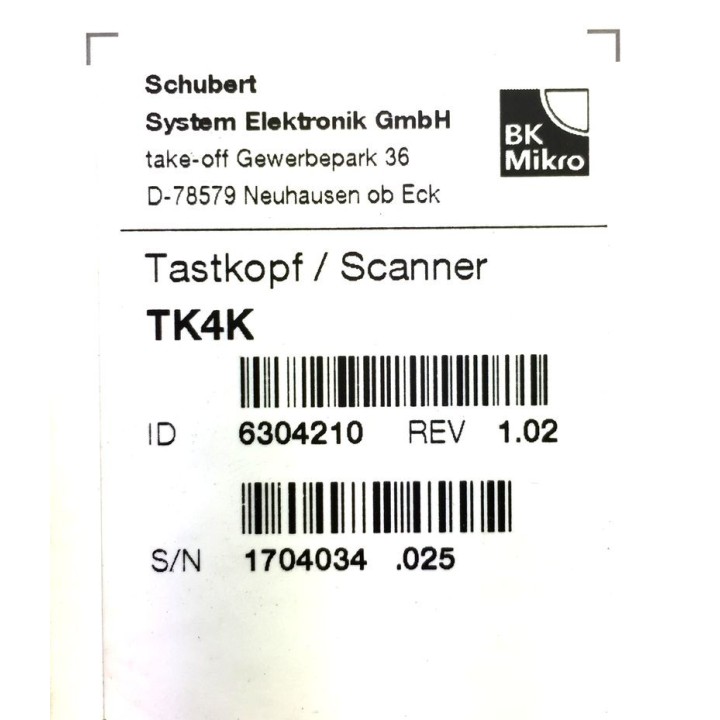 Schubert
System Elektronik GmbH
take-off Gewerbepark 36
D-78579 Neuhausen ob Eck
BK
Mikro
Tastkopf / Scanner
TK4K
ID 6304210 REV 1.02
S/N 1704034 .025